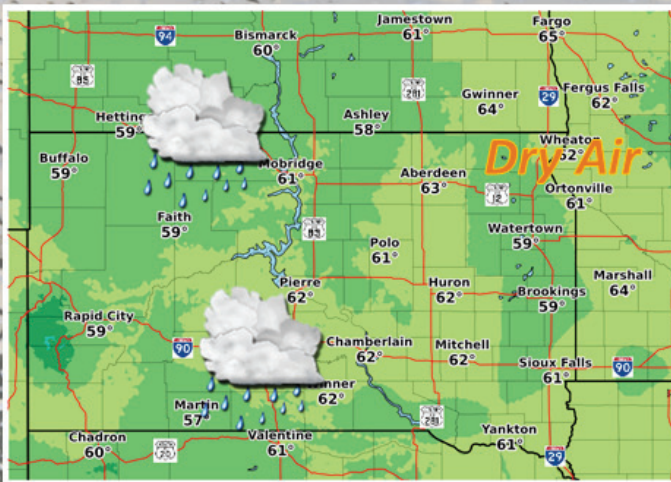 Jamestown
61°
Fargo
65°
94
Bismarck
60°
85
281
Gwinner
64°
29
Fergus Falls
62°
Hetting
59°
Ashley
58°
Wheaton
62°
Dry Air
Buffalo
59°
Mobridge
61°
Aberdeen
63°
12
Ortonville
61°
Faith
59°
83
Polo
61°
Watertown
59°
Pierre
62°
Huron
62°
Brookings
59°
Marshall
64°
Rapid City
59°
90
Chamberlain
62°
Mitchell
62°
Sioux Falls
61°
90
inner
62°
Martin
57°
281
Chadron
60°
20
Valentine
61°
Yankton
61°
29